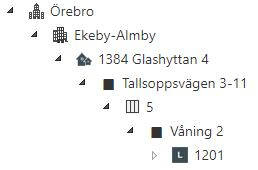 Örebro
Ekeby-Almby
1384 Glashyttan 4
Tallsoppsvägen 3-11
5
Våning 2
L 1201